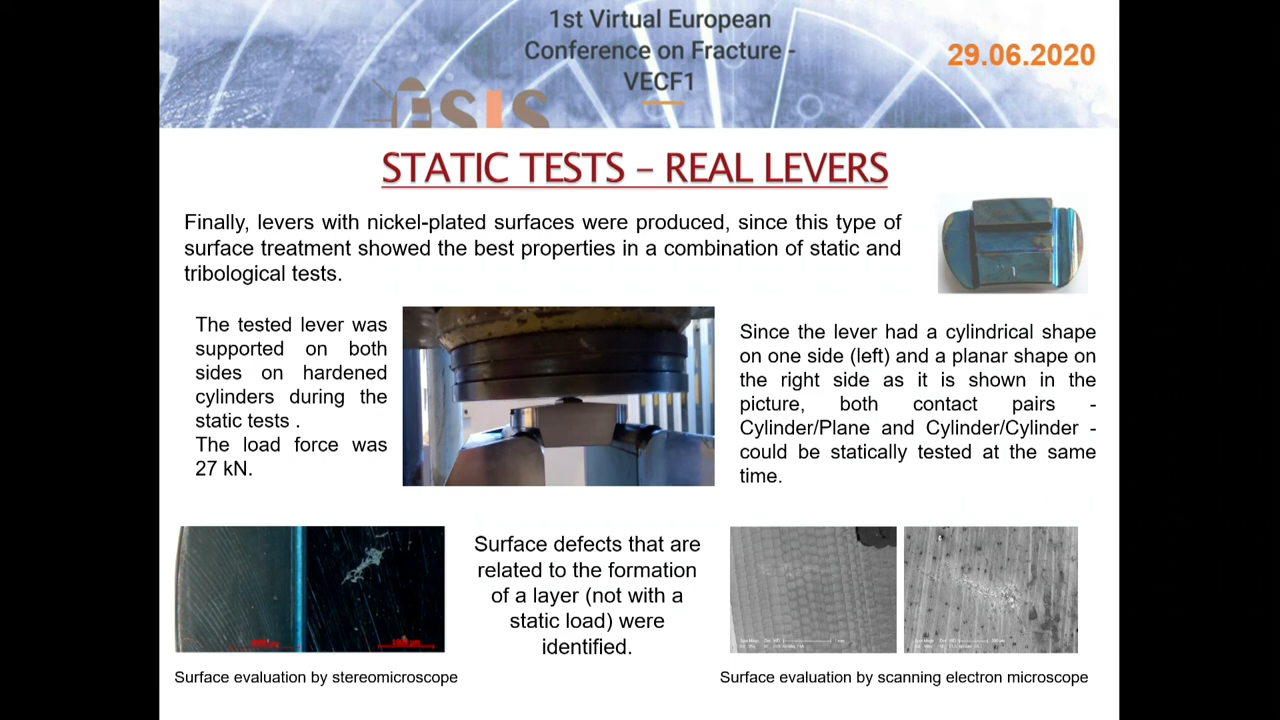 1st Virtual European
Conference on Fracture -
VECF1
29.06.2020
ESIS
STATIC TESTS – REAL LEVERS
Finally, levers with nickel-plated surfaces were produced, since this type of
surface treatment showed the best properties in a combination of static and
tribological tests.
The tested lever was
supported on both
sides on hardened
cylinders during the
static tests .
The load force was
27 kN.
Since the lever had a cylindrical shape
on one side (left) and a planar shape on
the right side as it is shown in the
picture, both contact pairs -
Cylinder/Plane and Cylinder/Cylinder -
could be statically tested at the same
time.
Surface defects that are
related to the formation
of a layer (not with a
static load) were
identified.
Surface evaluation by stereomicroscope
Surface evaluation by scanning electron microscope